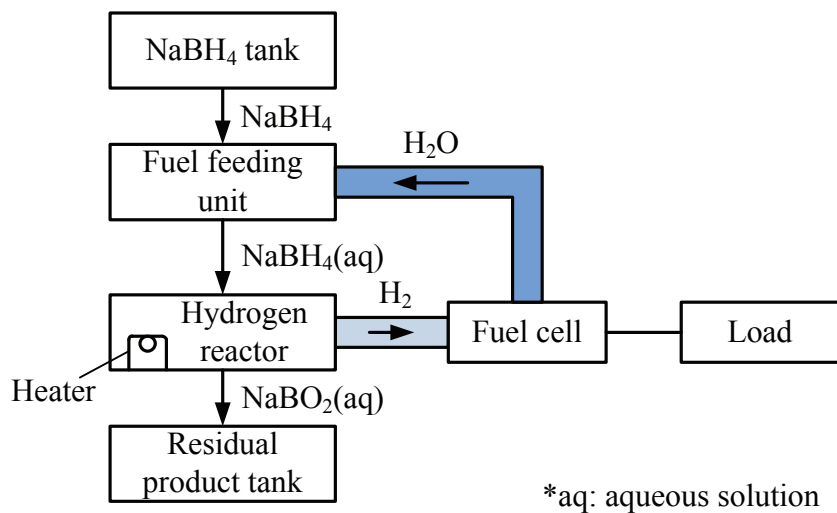 NaBH₄ tank
NaBH₄
H₂O
Fuel feeding
unit
NaBH₄(aq)
H₂
Hydrogen
reactor
Fuel cell
Load
Heater
NaBO₂(aq)
Residual
product tank
*aq: aqueous solution